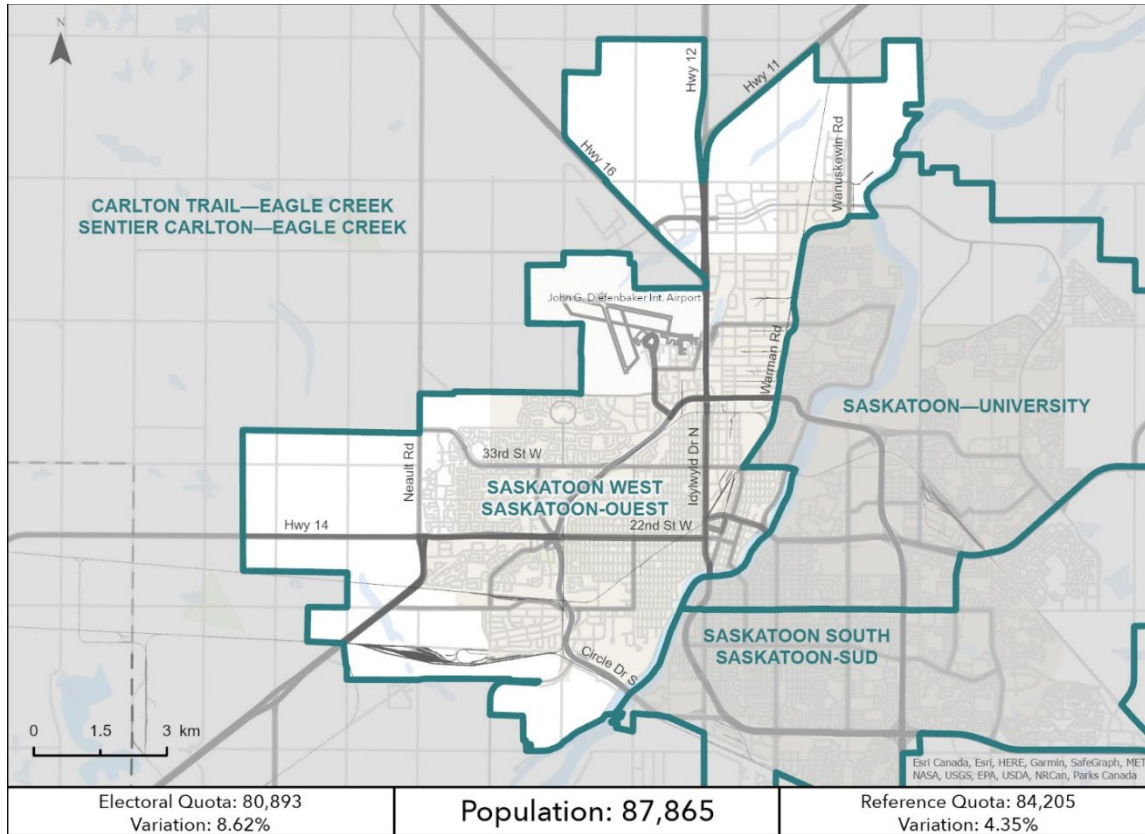 N
Hwy 12
Hwy 11
Hwy 16
Wanuskewin Rd
CARLTON TRAIL—EAGLE CREEK
SENTIER CARLTON—EAGLE CREEK
John G. Diefenbaker Int. Airport
Warman Rd
SASKATOON—UNIVERSITY
Neault Rd
33rd St W
Idylwyld Dr N
SASKATOON WEST
SASKATOON-OUEST
Hwy 14
22nd St W
SASKATOON SOUTH
SASKATOON-SUD
Circle Dr S
0 1.5 3 km
Esri Canada, Esri, HERE, Garmin, SafeGraph, MET
NASA, USGS, EPA, USDA, NRCan, Parks Canada
Electoral Quota: 80,893
Variation: 8.62%
Population: 87,865
Reference Quota: 84,205
Variation: 4.35%